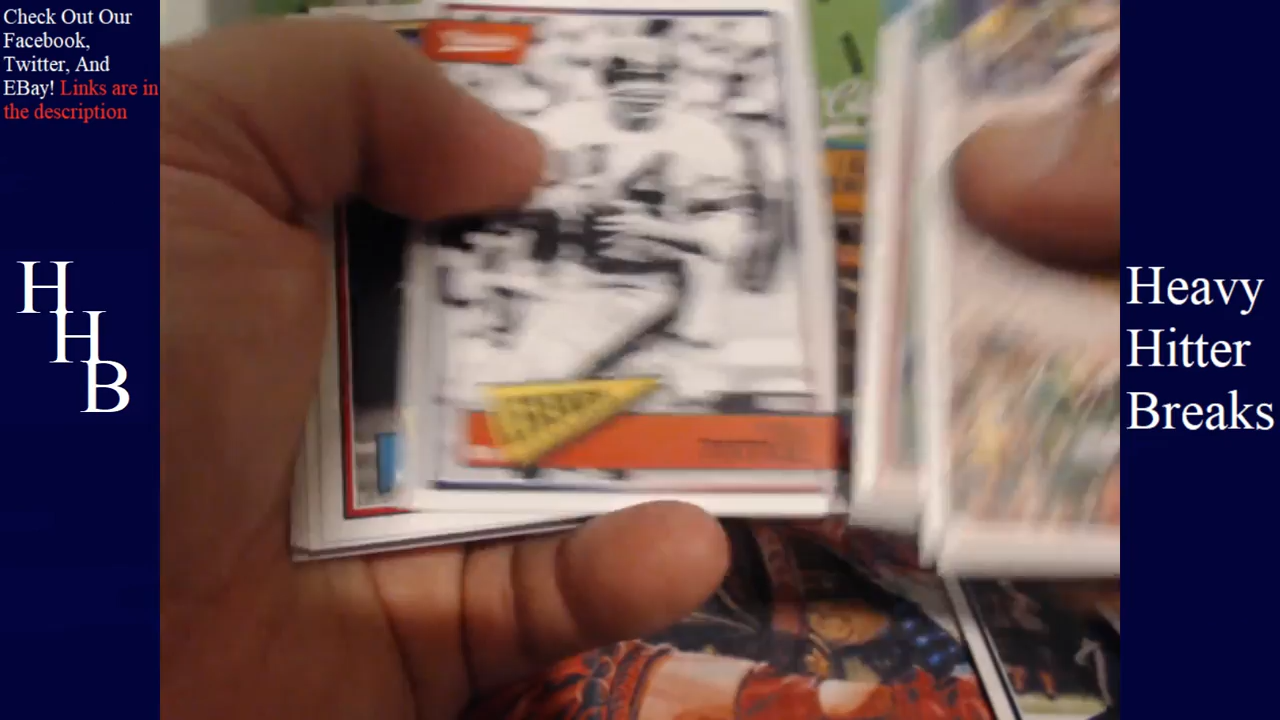 Check Out Our
Facebook,
Twitter, And
EBay! Links are in
the description
H
H
B
Heavy
Hitter
Breaks